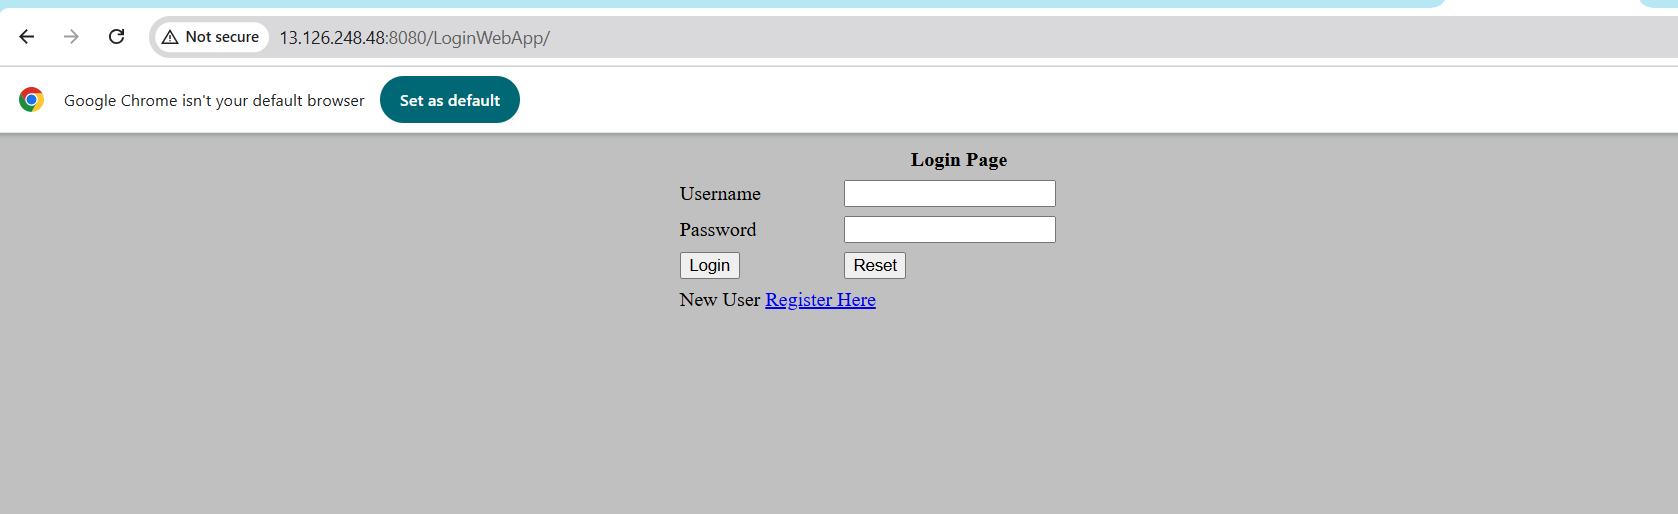 Not secure 13.126.248.48:8080/LoginWebApp/
Google Chrome isn't your default browser Set as default
Login Page
Username
Password
Login Reset
New User Register Here